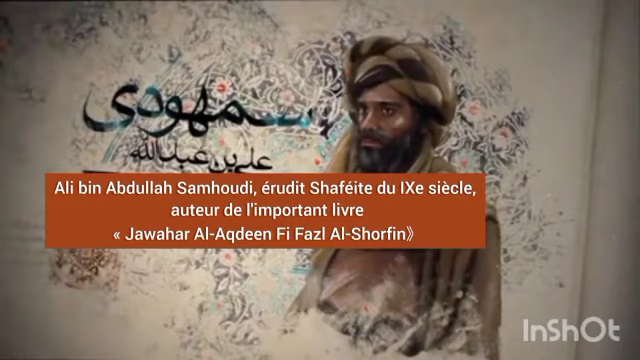 سمهودی
علی بن عبدالله
Ali bin Abdullah Samhoudi, érudit Shaféite du IXe siècle,
auteur de l'important livre
« Jawahar Al-Aqdeen Fi Fazl Al-Shorfin》
InShOt